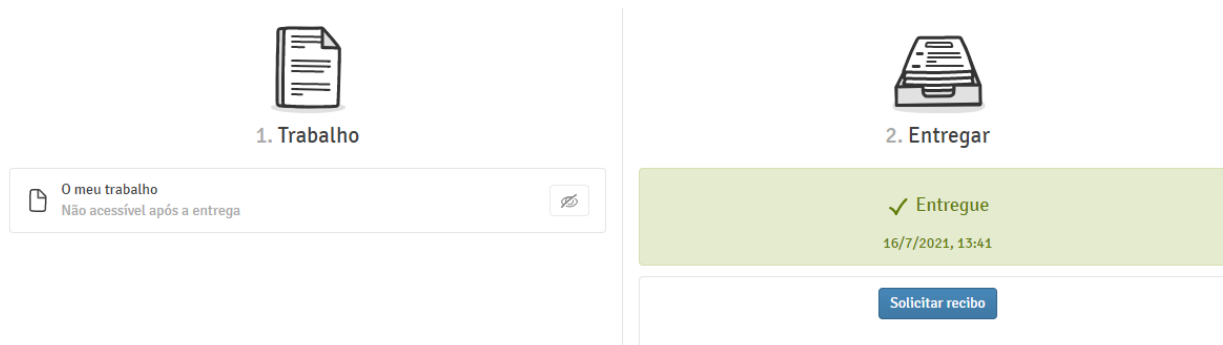 1. Trabalho
O meu trabalho
Não acessível após a entrega
2. Entregar
Entregue
16/7/2021, 13:41
Solicitar recibo